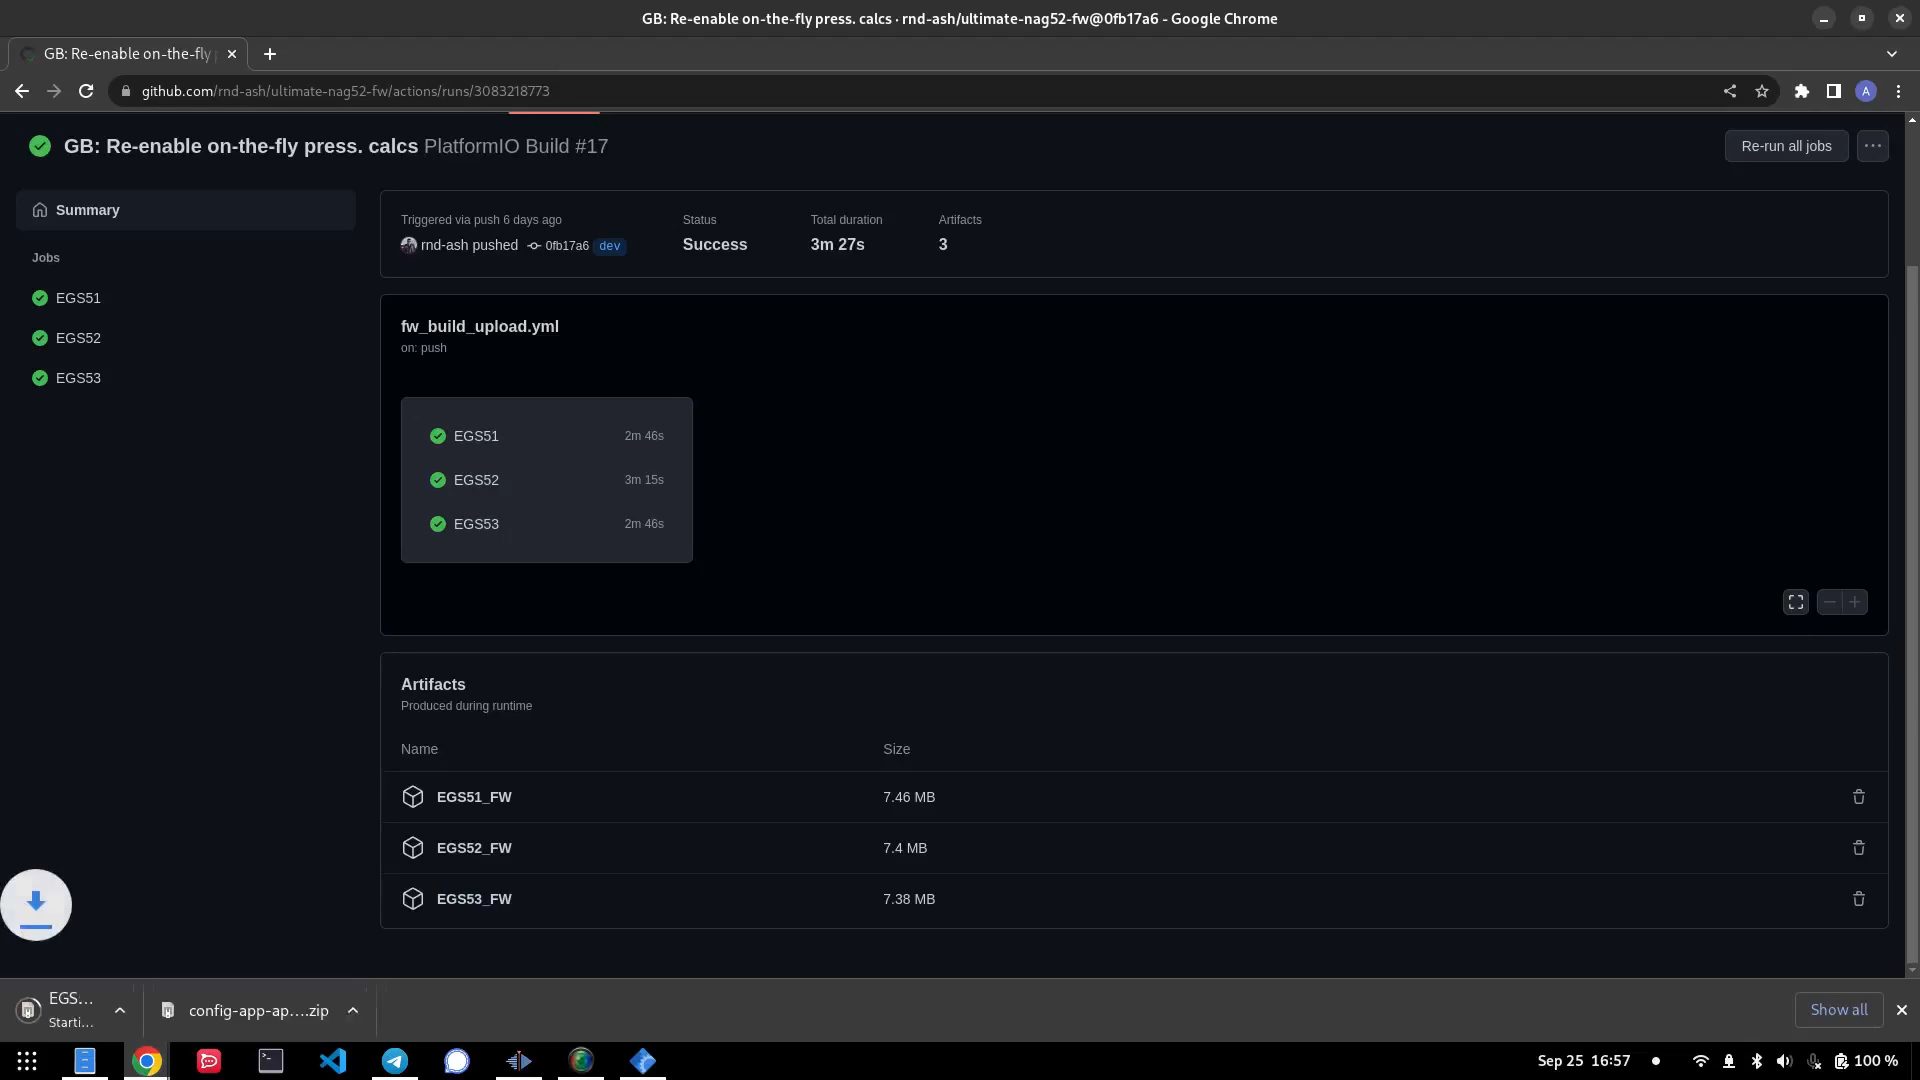 GB: Re-enable on-the-fly press. calcs · rnd-ash/ultimate-nag52-fw@0fb17a6 - Google Chrome
GB: Re-enable on-the-fly
github.com/rnd-ash/ultimate-nag52-fw/actions/runs/3083218773
A
GB: Re-enable on-the-fly press. calcs PlatformIO Build #17
Re-run all jobs
Summary
Jobs
EGS51
EGS52
EGS53
Triggered via push 6 days ago
Status
Total duration
Artifacts
rnd-ash pushed 0fb17a6 dev
Success
3m 27s
3
fw_build_upload.yml
on: push
EGS51 2m 46s
EGS52 3m 15s
EGS53 2m 46s
Artifacts
Produced during runtime
Name Size
EGS51_FW 7.46 MB
EGS52_FW 7.4 MB
EGS53_FW 7.38 MB
EGS...
Starti...
config-app-ap....zip
Show all
Sep 25 16:57
100 %